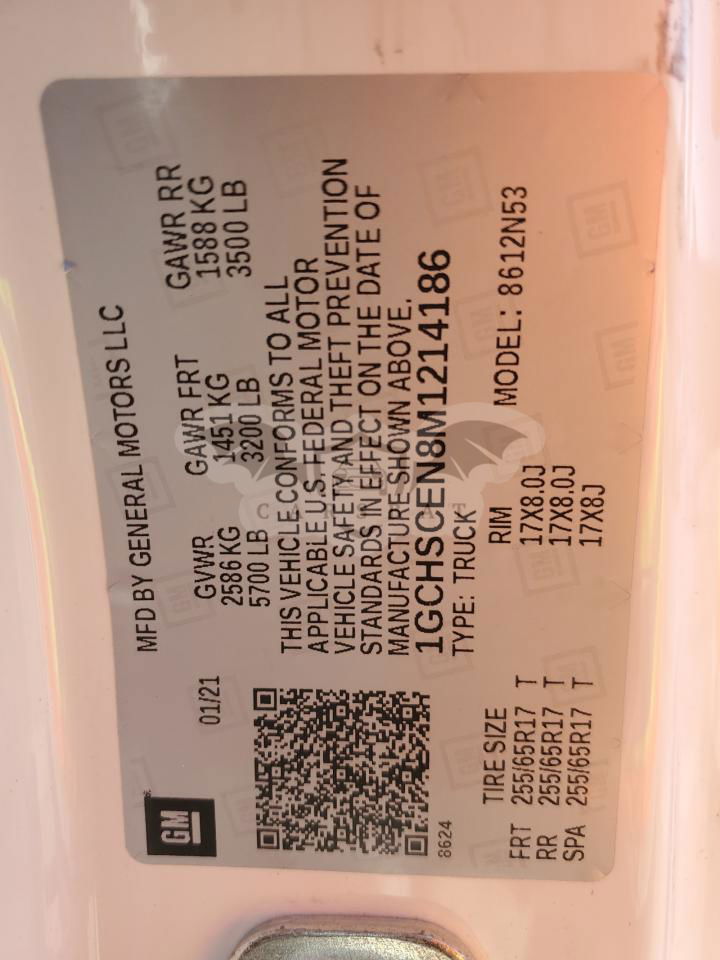 GM
MFD BY GENERAL MOTORS LLC
01/21
GVWR GAWR FRT GAWR RR
2586 KG 1451 KG 1588 KG
5700 LB 3200 LB 3500 LB
THIS VEHICLE CONFORMS TO ALL
APPLICABLE U.S. FEDERAL MOTOR
VEHICLE SAFETY AND THEFT PREVENTION
STANDARDS IN EFFECT ON THE DATE OF
MANUFACTURE SHOWN ABOVE.
1GCHSCEN8M1214186
TYPE: TRUCK
8624
MODEL: 8612N53
TIRE SIZE RIM
FRT 255/65R17 T 17X8.0J
RR 255/65R17 T 17X8.0J
SPA 255/65R17 T 17X8J